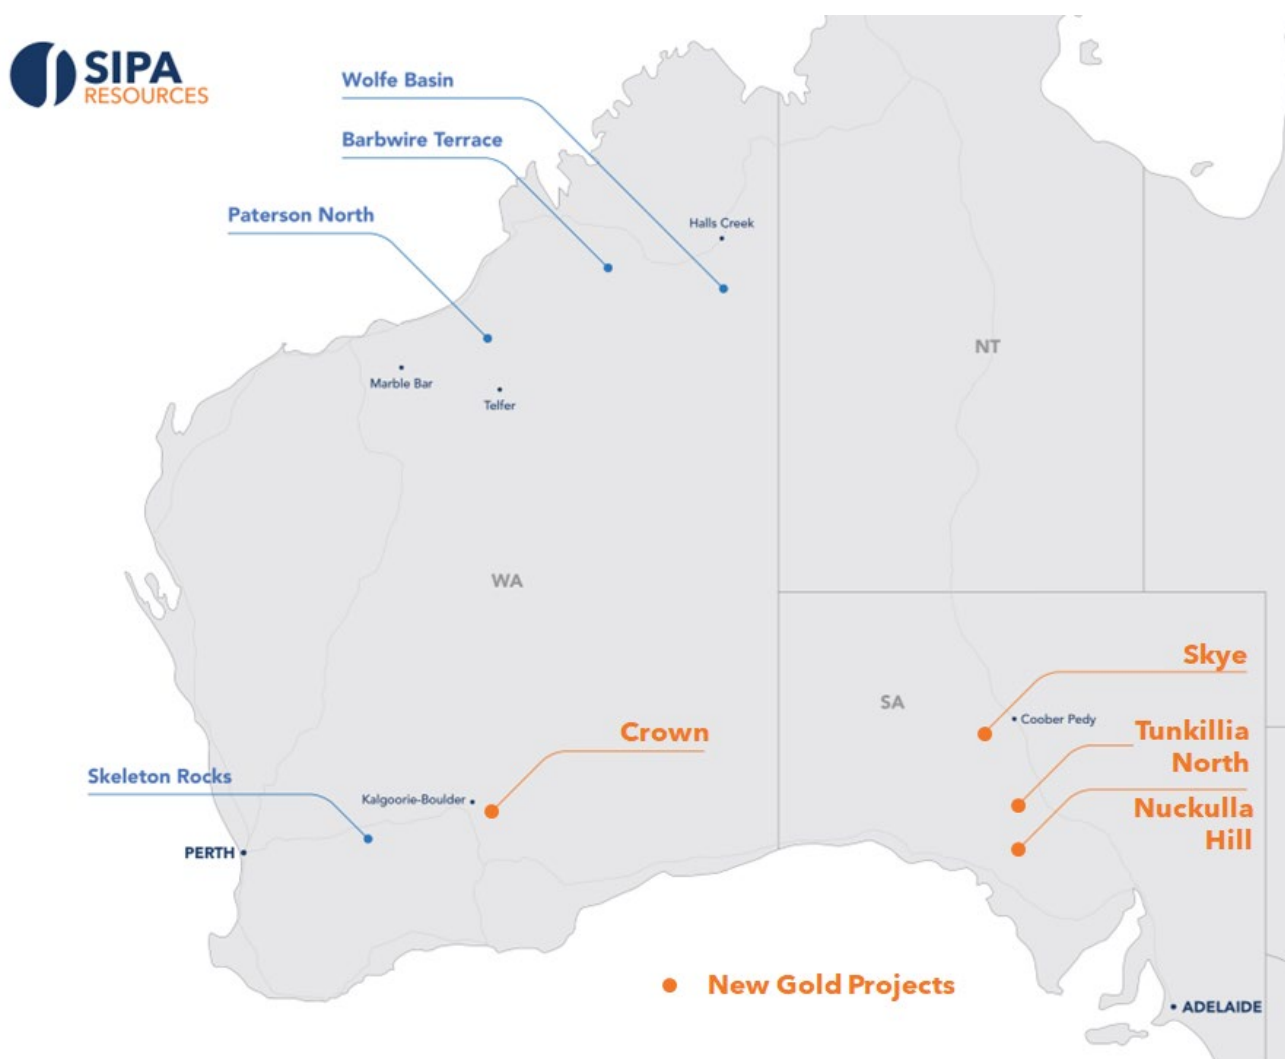 SIPA
RESOURCES
Wolfe Basin
Barbwire Terrace
Paterson North
Halls Creek
Marble Bar
Telfer
NT
WA
Skye
SA
Coober Pedy
Crown
Tunkillia
North
Skeleton Rocks
Kalgoorie-Boulder
Nuckulla
Hill
PERTH
New Gold Projects
ADELAIDE